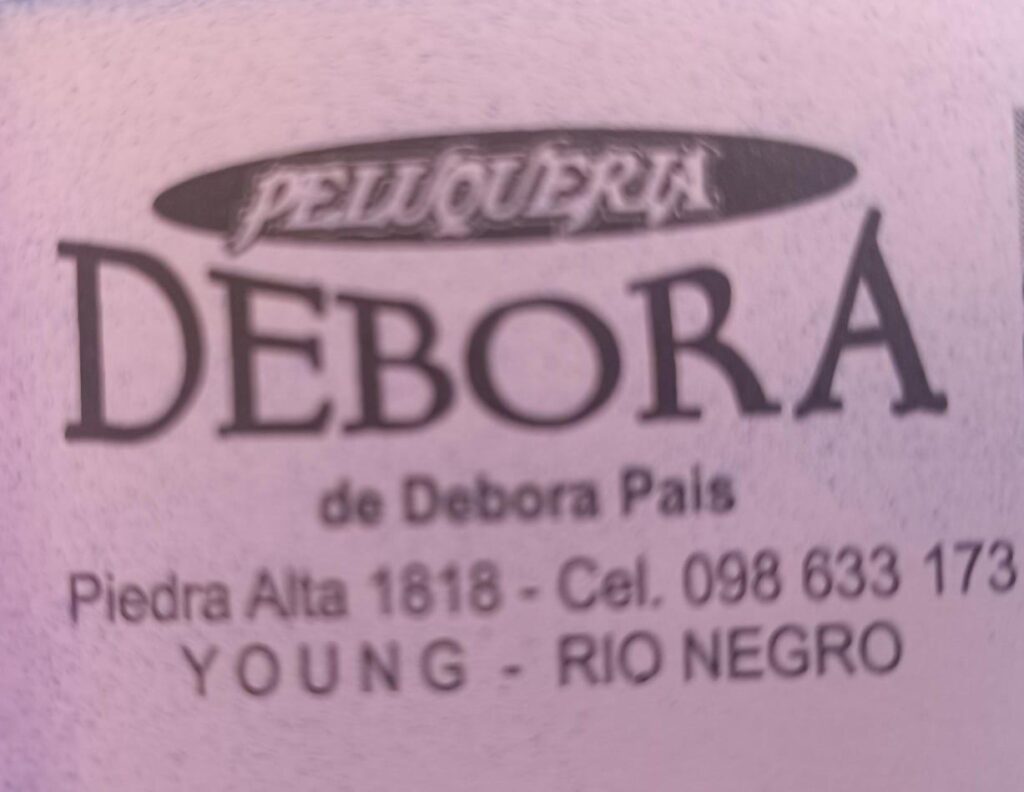 PELUQUERIA
DEBORA
de Debora Pais
Piedra Alta 1818 - Cel. 098 633 173
YOUNG - RIO NEGRO